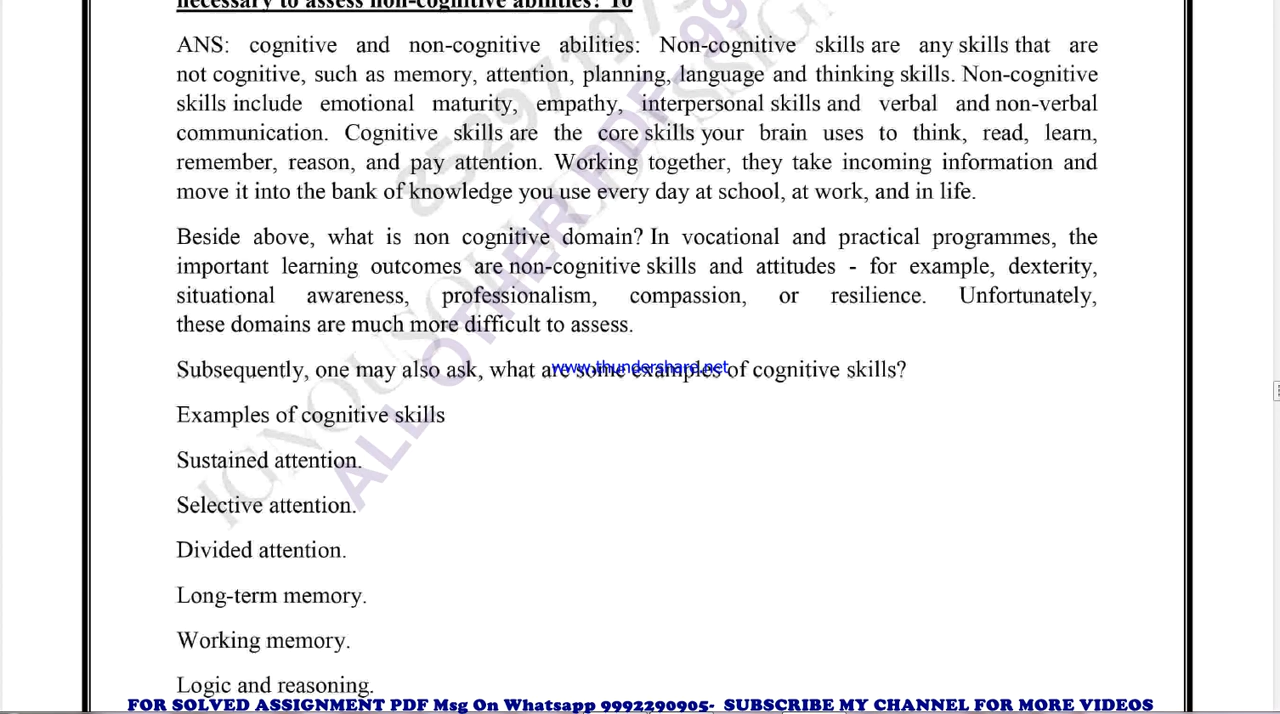 necessary to assess non-cognitive abilities? 10
ANS: cognitive and non-cognitive abilities: Non-cognitive skills are any skills that are
not cognitive, such as memory, attention, planning, language and thinking skills. Non-cognitive
skills include emotional maturity, empathy, interpersonal skills and verbal and non-verbal
communication. Cognitive skills are the core skills your brain uses to think, read, learn,
remember, reason, and pay attention. Working together, they take incoming information and
move it into the bank of knowledge you use every day at school, at work, and in life.
Beside above, what is non cognitive domain? In vocational and practical programmes, the
important learning outcomes are non-cognitive skills and attitudes - for example, dexterity,
situational awareness, professionalism, compassion, or resilience. Unfortunately,
these domains are much more difficult to assess.
Subsequently, one may also ask, what are some examples of cognitive skills?
www.thundershare.net
Examples of cognitive skills
Sustained attention.
Selective attention.
Divided attention.
Long-term memory.
Working memory.
Logic and reasoning.
FOR SOLVED ASSIGNMENT PDF Msg On Whatsapp 9992290905- SUBSCRIBE MY CHANNEL FOR MORE VIDEOS